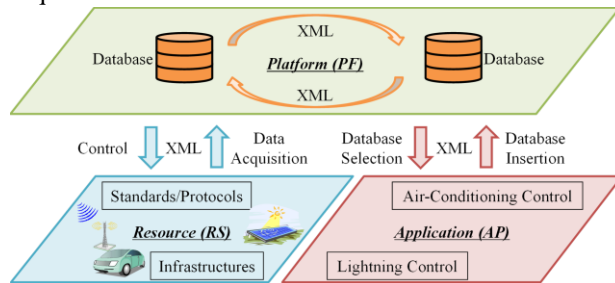 XML
Database
Platform (PF)
Database
XML
Control
XML
Data
Acquisition
Database
Selection
XML
Database
Insertion
Standards/Protocols
Resource (RS)
Infrastructures
Air-Conditioning Control
Application (AP)
Lightning Control